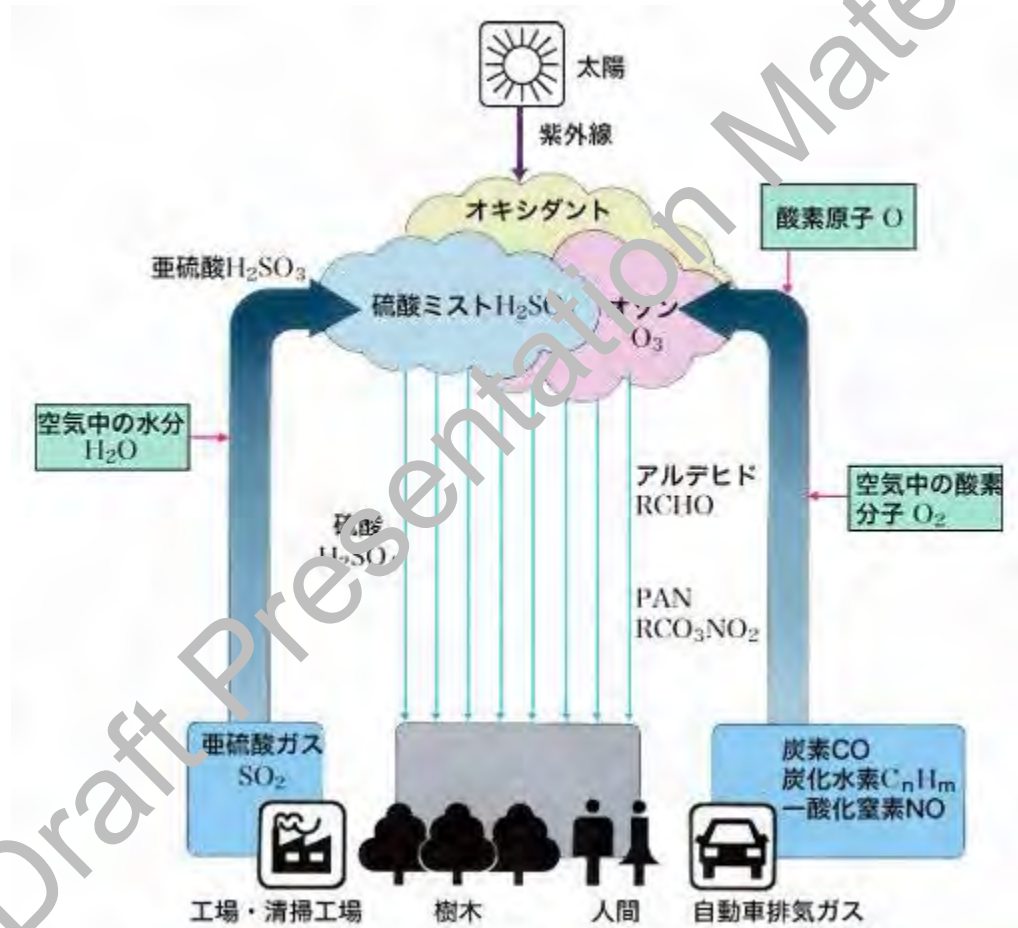 太陽
紫外線
オキシダント
酸素原子 O
亜硫酸H₂SO₃
硫酸ミストH₂SO
オゾン
O₃
空気中の水分
H₂O
アルデヒド
RCHO
空気中の酸素
分子 O₂
硫酸
H₂SO₄
PAN
RCO₃NO₂
亜硫酸ガス
SO₂
炭素CO
炭化水素CₙHₘ
一酸化窒素NO
工場・清掃工場
樹木
人間
自動車排気ガス
Draft Presentation Mate